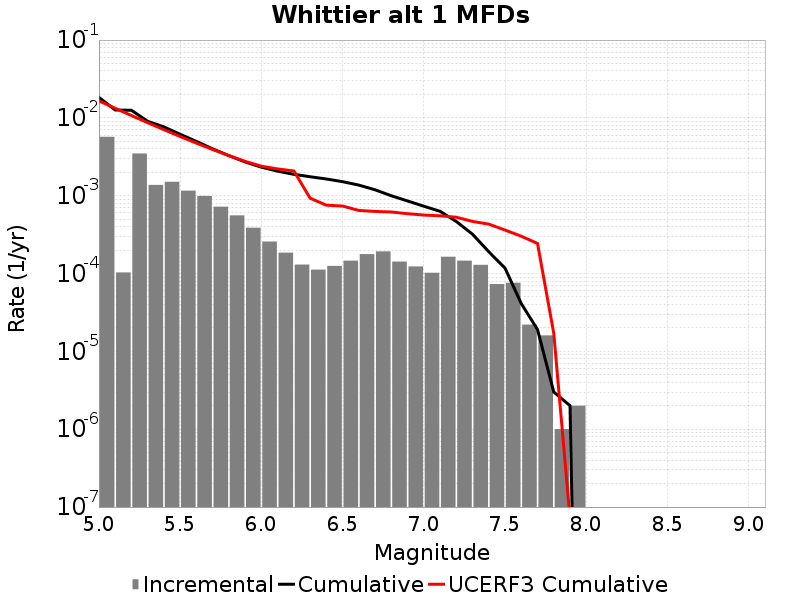 Whittier alt 1 MFDs
10-1
10-2
10-3
10-4
10-5
10-6
10-7
Rate (1/yr)
5.0 5.5 6.0 6.5 7.0 7.5 8.0 8.5 9.0
Magnitude
Incremental Cumulative UCERF3 Cumulative